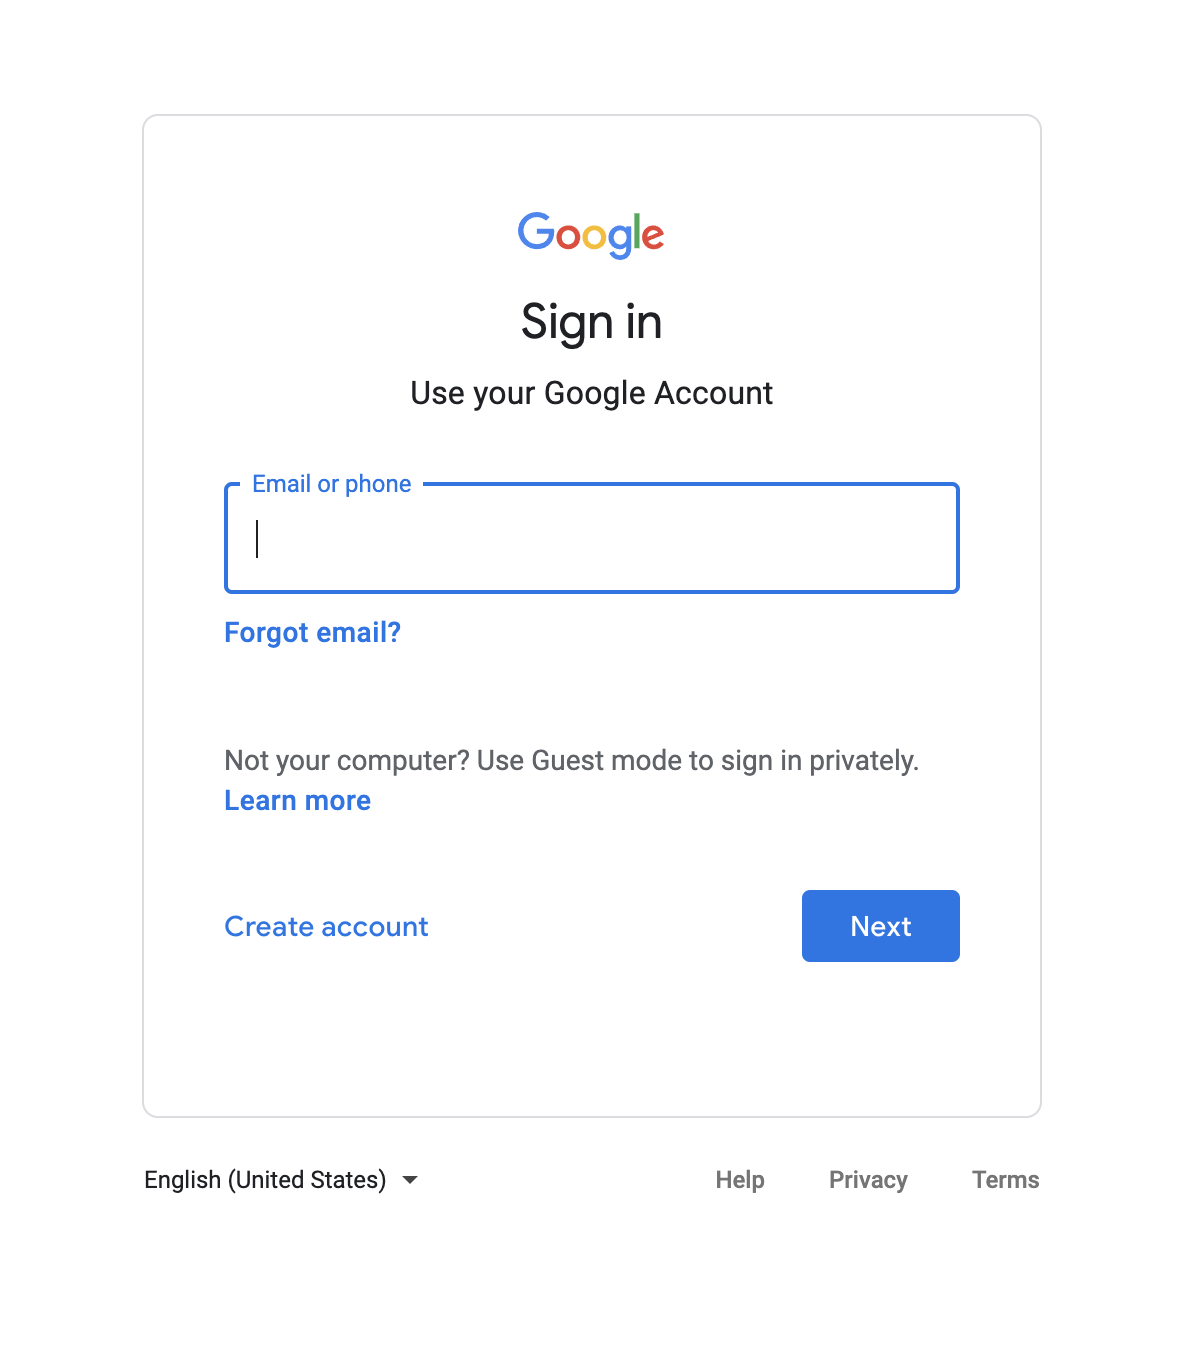 Google
Sign in
Use your Google Account
Email or phone
Forgot email?
Not your computer? Use Guest mode to sign in privately.
Learn more
Create account
Next
English (United States)
Help
Privacy
Terms